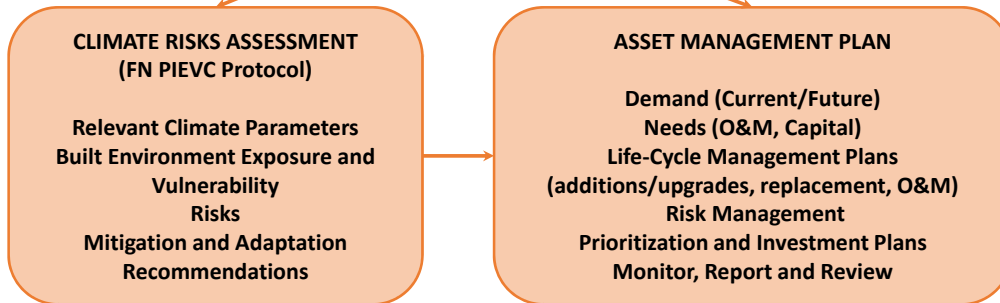 CLIMATE RISKS ASSESSMENT
(FN PIEVC Protocol)
Relevant Climate Parameters
Built Environment Exposure and
Vulnerability
Risks
Mitigation and Adaptation
Recommendations
ASSET MANAGEMENT PLAN
Demand (Current/Future)
Needs (O&M, Capital)
Life-Cycle Management Plans
(additions/upgrades, replacement, O&M)
Risk Management
Prioritization and Investment Plans
Monitor, Report and Review